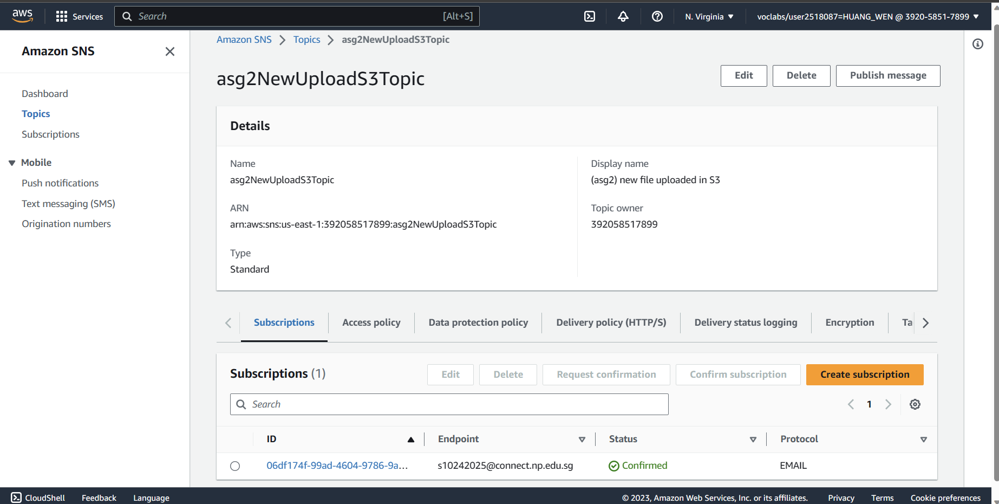 aws Services Search [Alt+S] N. Virginia voclabs/user2518087=HUANG_WEN @ 3920-5851-7899
Amazon SNS
Dashboard
Topics
Subscriptions
Mobile
Push notifications
Text messaging (SMS)
Origination numbers
Amazon SNS Topics asg2NewUploadS3Topic
asg2NewUploadS3Topic
Edit Delete Publish message
Details
Name
asg2NewUploadS3Topic
ARN
arn:aws:sns:us-east-1:392058517899:asg2NewUploadS3Topic
Type
Standard
Display name
(asg2) new file uploaded in S3
Topic owner
392058517899
Subscriptions Access policy Data protection policy Delivery policy (HTTP/S) Delivery status logging Encryption Ta
Subscriptions (1) Edit Delete Request confirmation Confirm subscription Create subscription
Search 1
ID Endpoint Status Protocol
06df174f-99ad-4604-9786-9a... s10242025@connect.np.edu.sg Confirmed EMAIL
CloudShell Feedback Language © 2023, Amazon Web Services, Inc. or its affiliates. Privacy Terms Cookie preferences